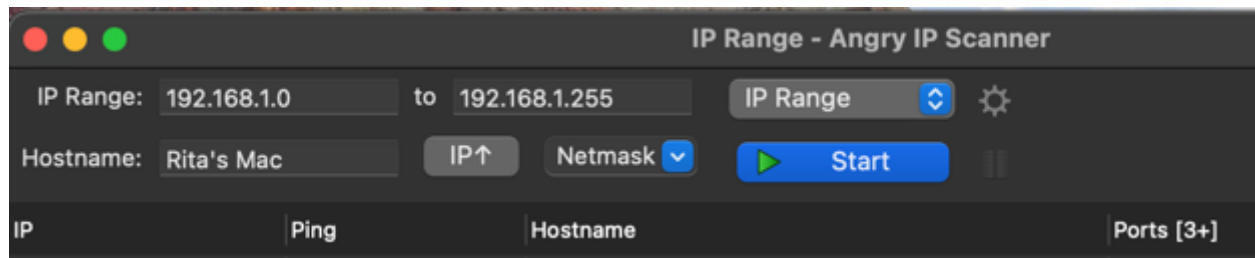 IP Range - Angry IP Scanner
IP Range: 192.168.1.0 to 192.168.1.255 IP Range
Hostname: Rita's Mac IP↑ Netmask Start
IP Ping Hostname Ports [3+]